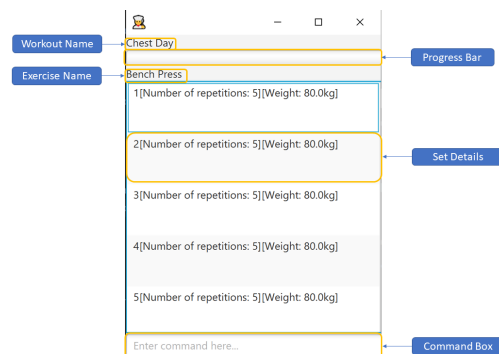 Workout Name
Chest Day
Progress Bar
Exercise Name
Bench Press
1[Number of repetitions: 5][Weight: 80.0kg]
2[Number of repetitions: 5][Weight: 80.0kg]
Set Details
3[Number of repetitions: 5][Weight: 80.0kg]
4[Number of repetitions: 5][Weight: 80.0kg]
5[Number of repetitions: 5][Weight: 80.0kg]
Enter command here...
Command Box